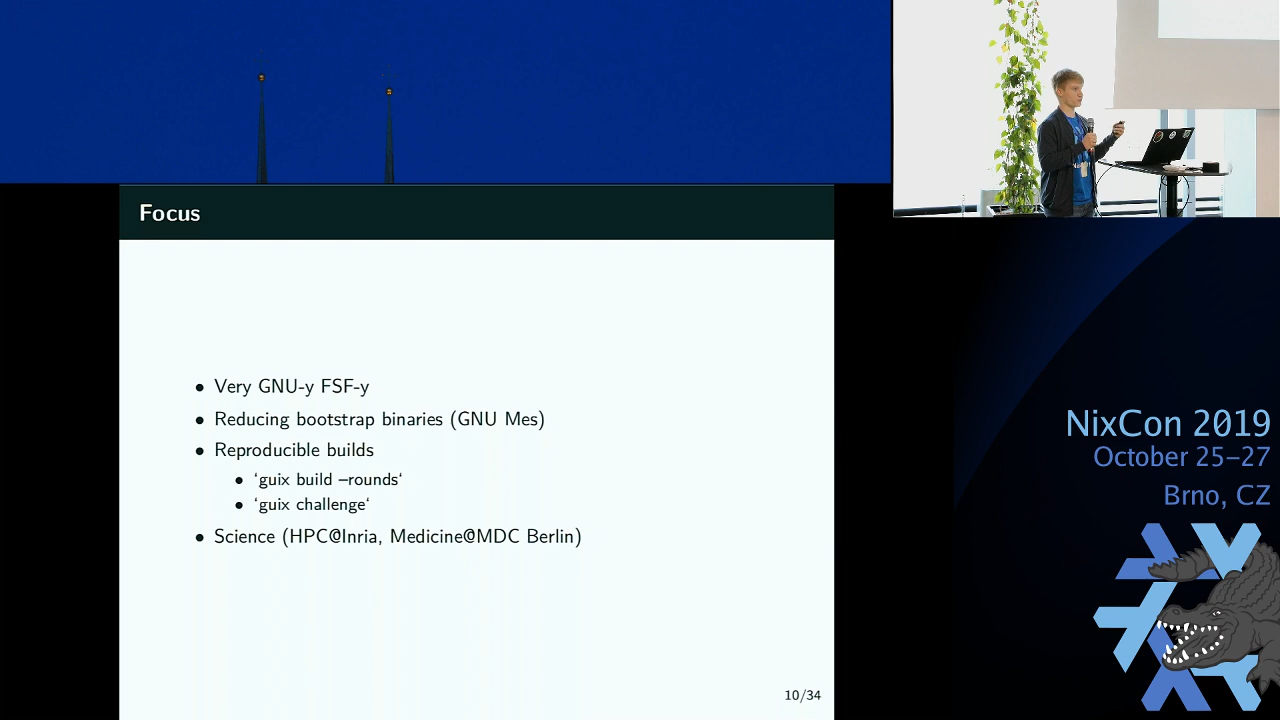 Focus
• Very GNU-y FSF-y
• Reducing bootstrap binaries (GNU Mes)
• Reproducible builds
• ‘guix build –rounds‘
• ‘guix challenge‘
• Science (HPC@Inria, Medicine@MDC Berlin)
10/34
NixCon 2019
October 25–27
Brno, CZ